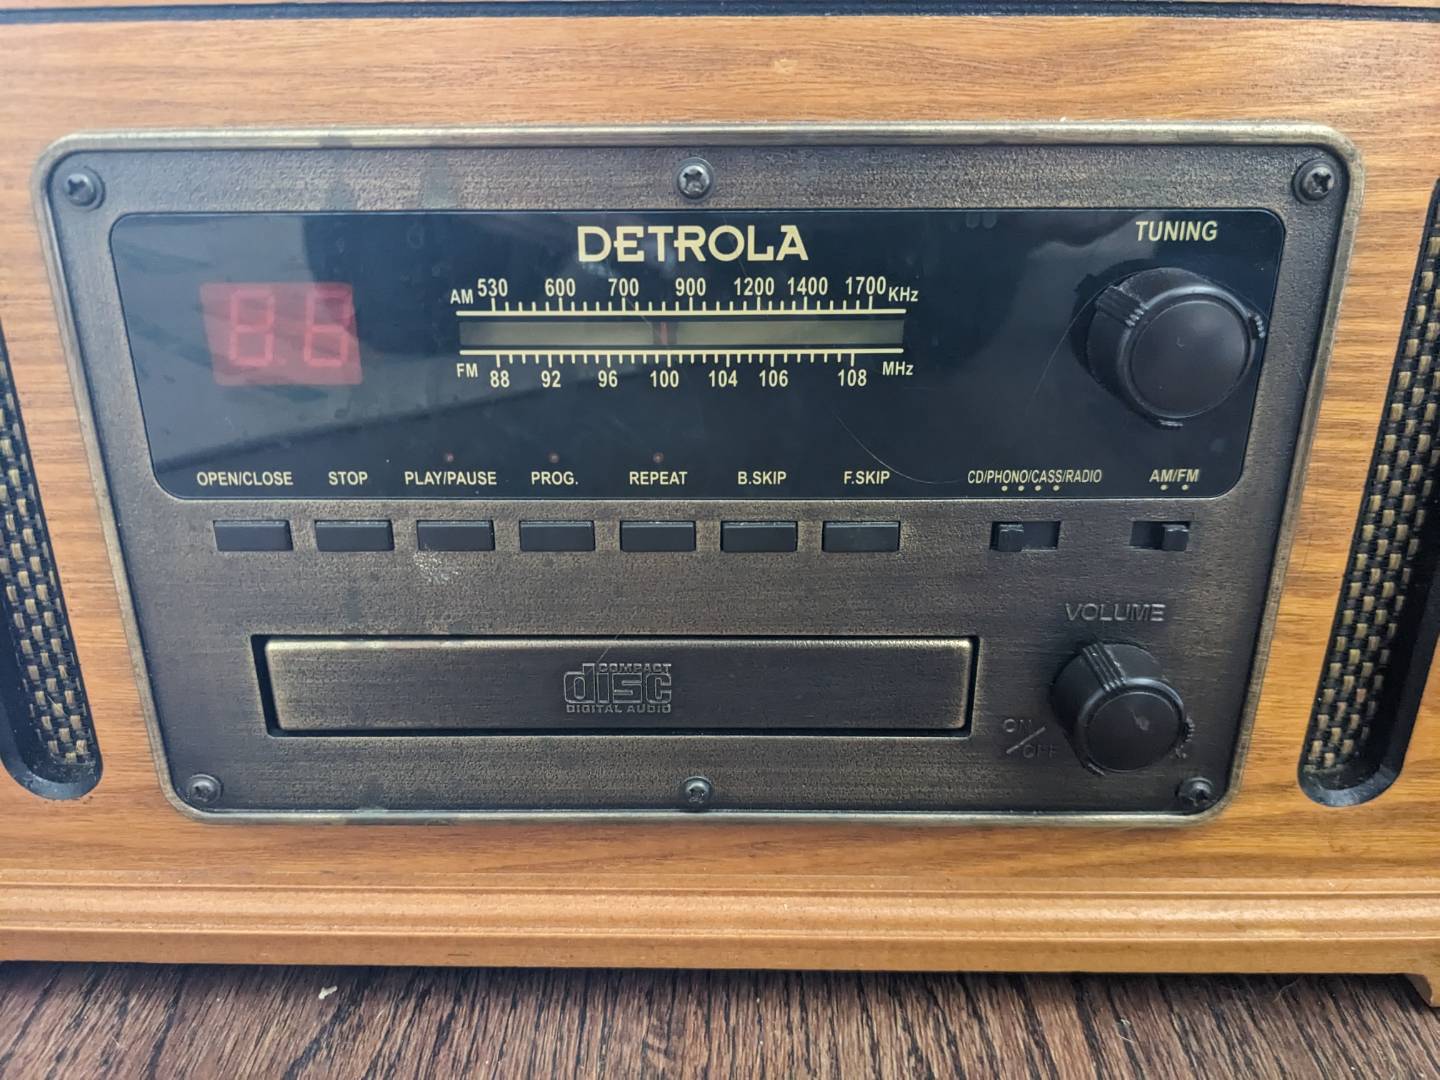 DETROLA
TUNING
AM 530 600 700 900 1200 1400 1700 KHz
FM 88 92 96 100 104 106 108 MHz
OPEN/CLOSE STOP PLAY/PAUSE PROG. REPEAT B.SKIP F.SKIP CD/PHONO/CASS/RADIO AM/FM
VOLUME
COMPACT
disc
DIGITAL AUDIO
ON/OFF